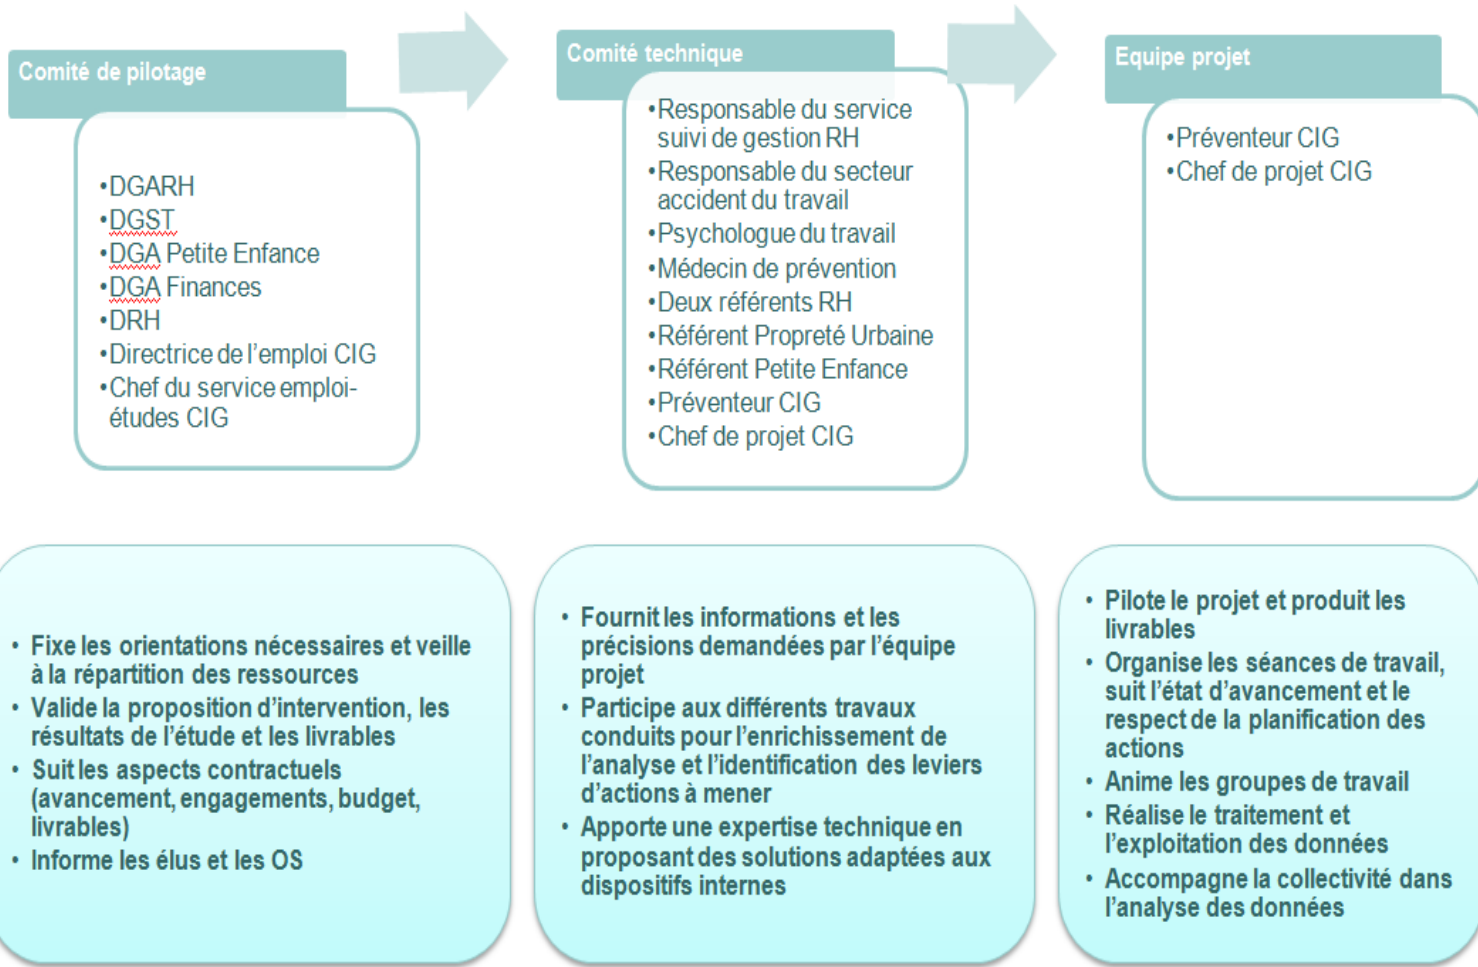 Comité de pilotage
•DGARH
•DGST
•DGA Petite Enfance
•DGA Finances
•DRH
•Directrice de l'emploi CIG
•Chef du service emploi-
études CIG
Comité technique
•Responsable du service
suivi de gestion RH
•Responsable du secteur
accident du travail
•Psychologue du travail
•Médecin de prévention
•Deux référents RH
•Référent Propreté Urbaine
•Référent Petite Enfance
•Préventeur CIG
•Chef de projet CIG
Equipe projet
•Préventeur CIG
•Chef de projet CIG
• Fixe les orientations nécessaires et veille
à la répartition des ressources
• Valide la proposition d'intervention, les
résultats de l'étude et les livrables
• Suit les aspects contractuels
(avancement, engagements, budget,
livrables)
• Informe les élus et les OS
• Fournit les informations et les
précisions demandées par l'équipe
projet
• Participe aux différents travaux
conduits pour l'enrichissement de
l'analyse et l'identification des leviers
d'actions à mener
• Apporte une expertise technique en
proposant des solutions adaptées aux
dispositifs internes
• Pilote le projet et produit les
livrables
• Organise les séances de travail,
suit l'état d'avancement et le
respect de la planification des
actions
• Anime les groupes de travail
• Réalise le traitement et
l'exploitation des données
• Accompagne la collectivité dans
l'analyse des données